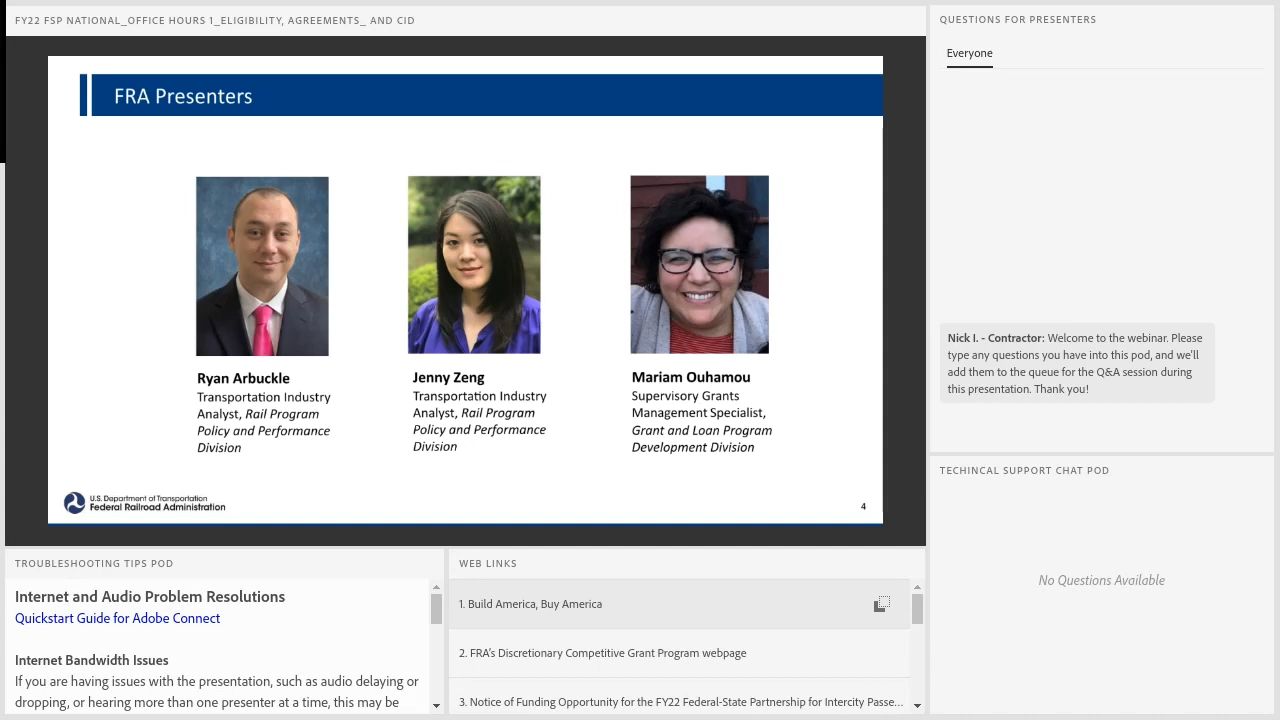 FY22 FSP NATIONAL_OFFICE HOURS 1_ELIGIBILITY, AGREEMENTS_ AND CID
FRA Presenters
Ryan Arbuckle
Transportation Industry
Analyst, Rail Program
Policy and Performance
Division
Jenny Zeng
Transportation Industry
Analyst, Rail Program
Policy and Performance
Division
Mariam Ouhamou
Supervisory Grants
Management Specialist,
Grant and Loan Program
Development Division
U.S. Department of Transportation
Federal Railroad Administration
4
QUESTIONS FOR PRESENTERS
Everyone
Nick I. - Contractor: Welcome to the webinar. Please
type any questions you have into this pod, and we'll
add them to the queue for the Q&A session during
this presentation. Thank you!
TECHINCAL SUPPORT CHAT POD
No Questions Available
TROUBLESHOOTING TIPS POD
Internet and Audio Problem Resolutions
Quickstart Guide for Adobe Connect
Internet Bandwidth Issues
If you are having issues with the presentation, such as audio delaying or
dropping, or hearing more than one presenter at a time, this may be
WEB LINKS
1. Build America, Buy America
2. FRA's Discretionary Competitive Grant Program webpage
3. Notice of Funding Opportunity for the FY22 Federal-State Partnership for Intercity Passe...